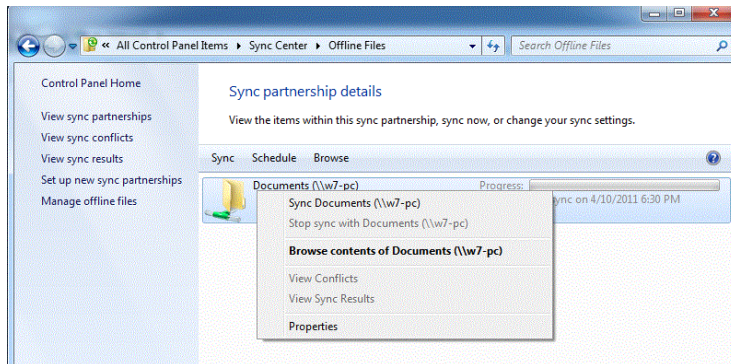 « All Control Panel Items ▸ Sync Center ▸ Offline Files Search Offline Files
Control Panel Home
View sync partnerships
View sync conflicts
View sync results
Set up new sync partnerships
Manage offline files
Sync partnership details
View the items within this sync partnership, sync now, or change your sync settings.
Sync Schedule Browse
Documents (\\w7-pc) Progress:
sync on 4/10/2011 6:30 PM
Sync Documents (\\w7-pc)
Stop sync with Documents (\\w7-pc)
Browse contents of Documents (\\w7-pc)
View Conflicts
View Sync Results
Properties